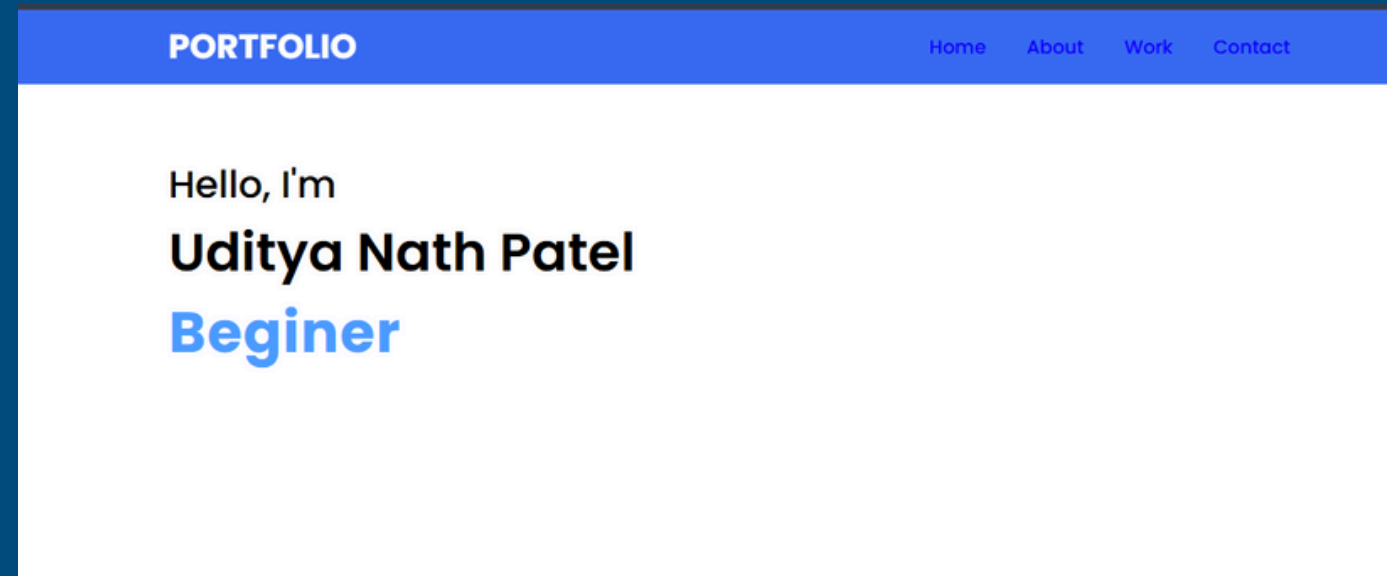 PORTFOLIO Home About Work Contact
Hello, I'm
Uditya Nath Patel
Beginer